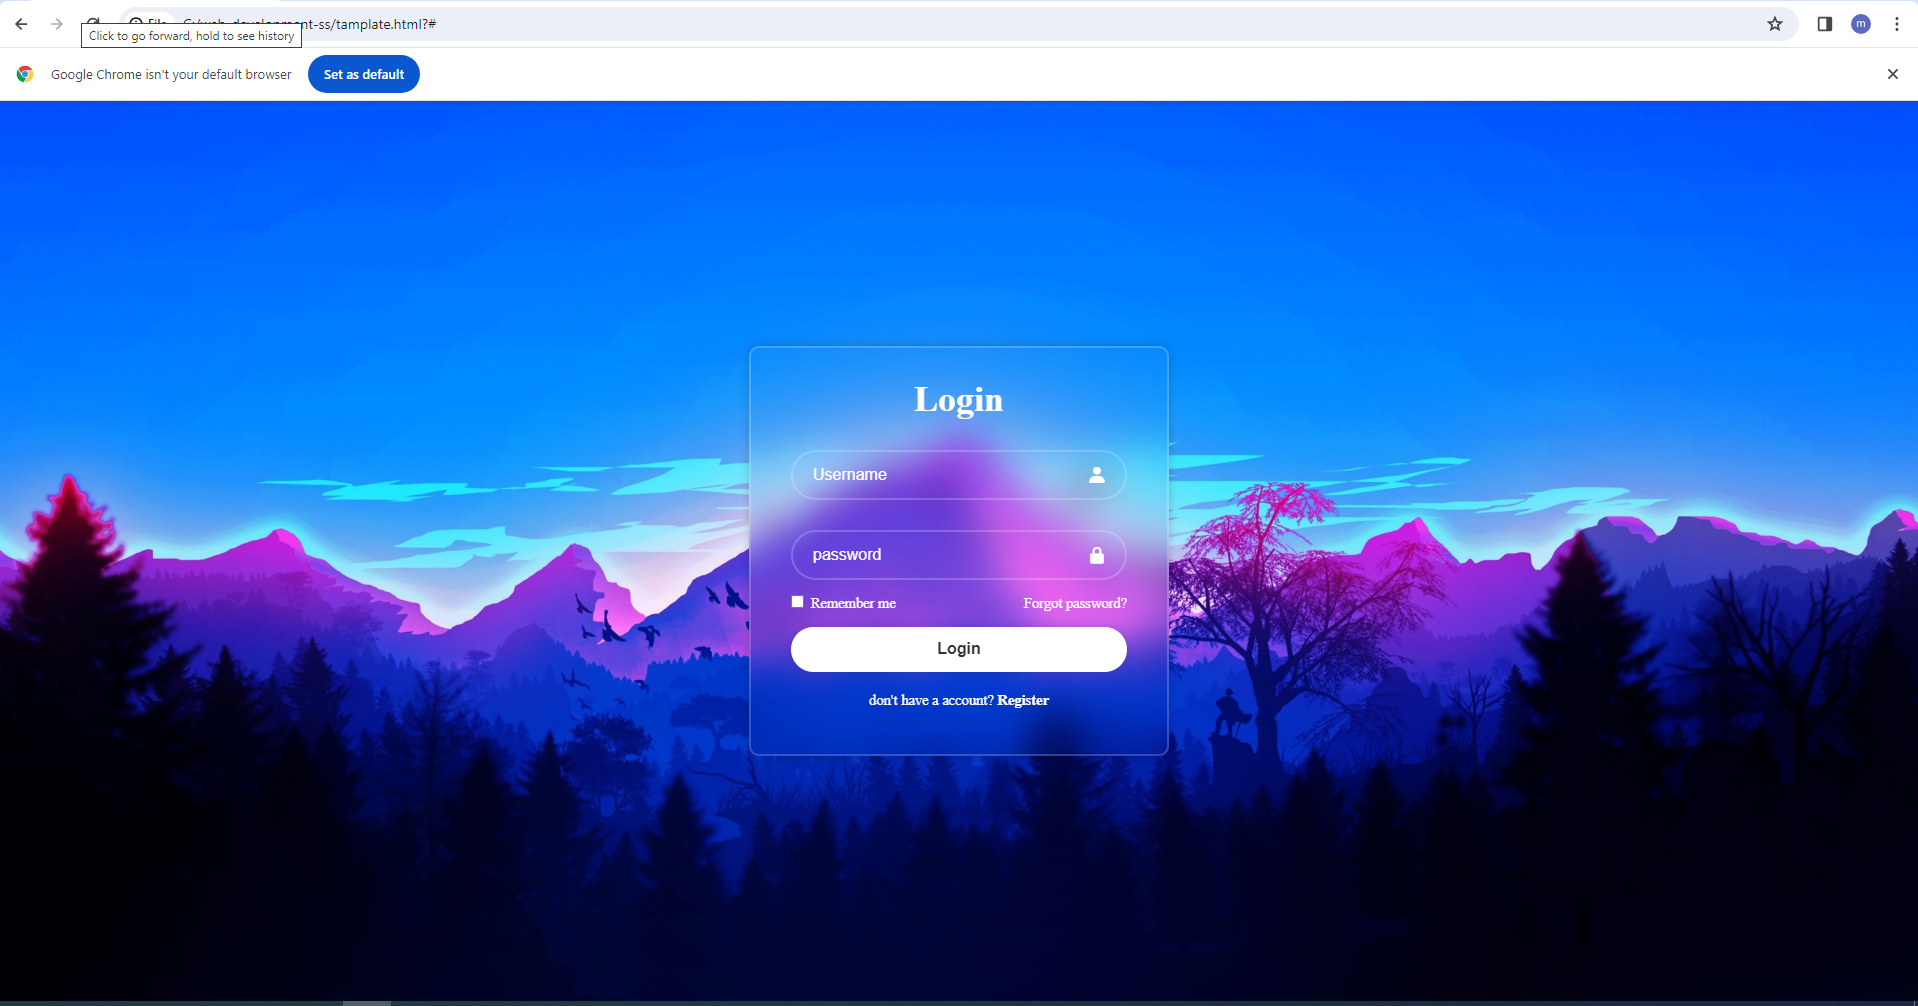 File
nt-ss/tamplate.html?#
m
Click to go forward, hold to see history
Google Chrome isn't your default browser
Set as default
Login
Username
password
Remember me
Forgot password?
Login
don't have a account? Register